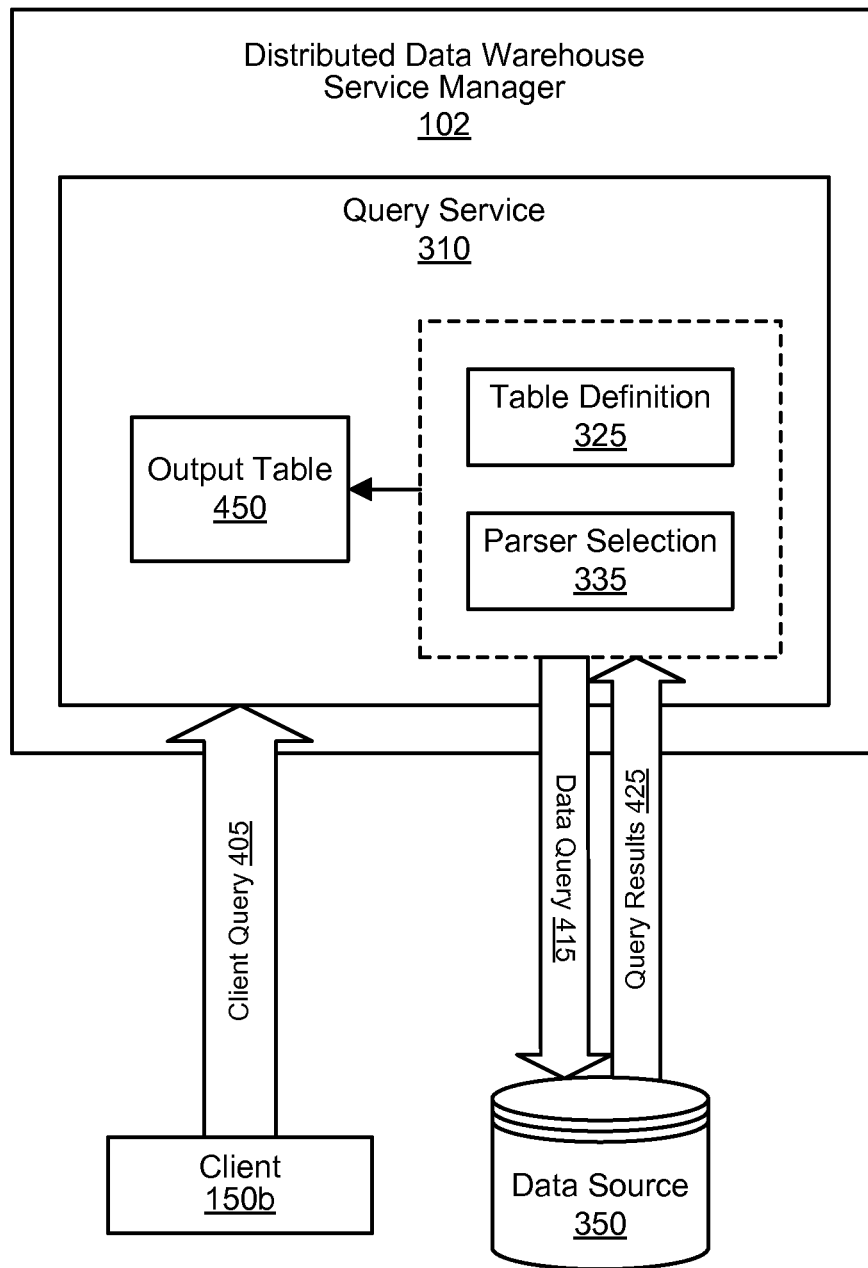 Distributed Data Warehouse
Service Manager
102
Query Service
310
Table Definition
325
Output Table
450
Parser Selection
335
Client Query 405
Data Query 415
Query Results 425
Client
150b
Data Source
350